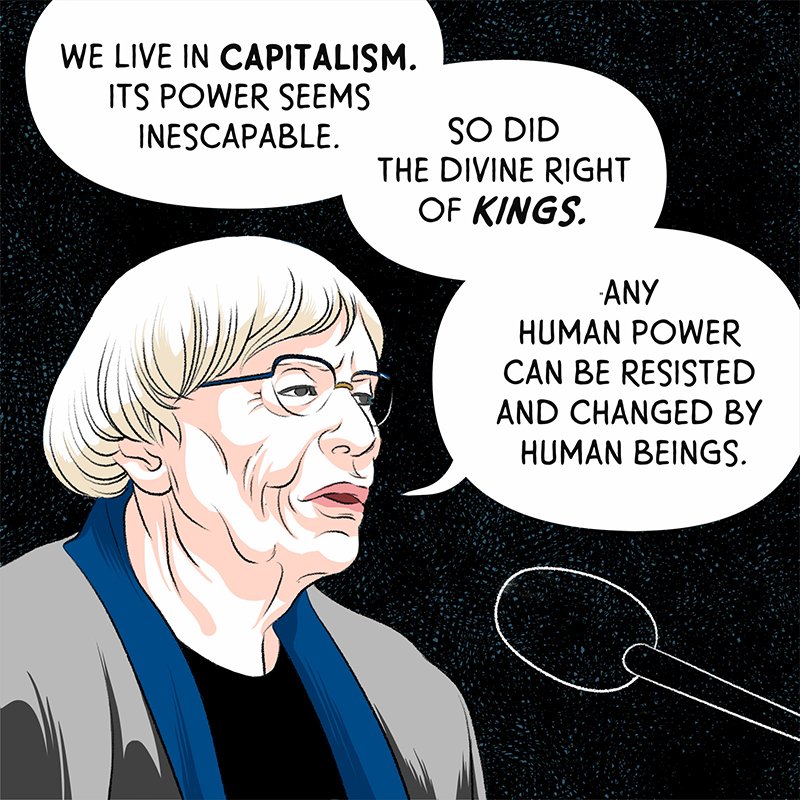 WE LIVE IN CAPITALISM.
ITS POWER SEEMS
INESCAPABLE.
SO DID
THE DIVINE RIGHT
OF KINGS.
ANY
HUMAN POWER
CAN BE RESISTED
AND CHANGED BY
HUMAN BEINGS.